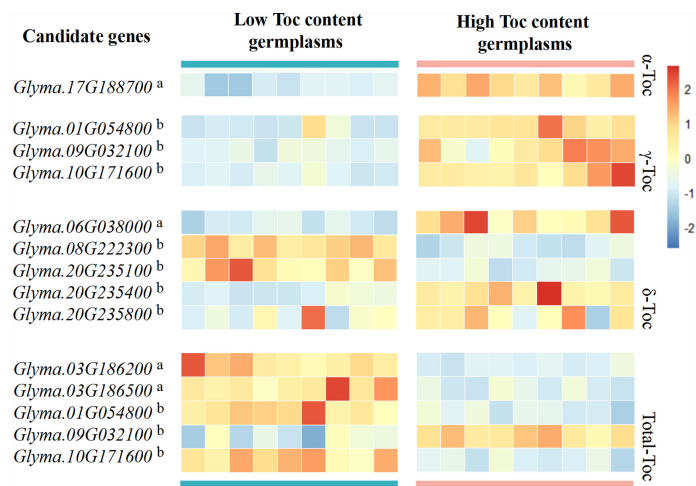 Candidate genes
Low Toc content
germplasms
High Toc content
germplasms
Glyma.17G188700 a
α-Toc
Glyma.01G054800 b
Glyma.09G032100 b
Glyma.10G171600 b
γ-Toc
Glyma.06G038000 a
Glyma.08G222300 b
Glyma.20G235100 b
Glyma.20G235400 b
Glyma.20G235800 b
δ-Toc
Glyma.03G186200 a
Glyma.03G186500 a
Glyma.01G054800 b
Glyma.09G032100 b
Glyma.10G171600 b
Total-Toc
2
1
0
-1
-2